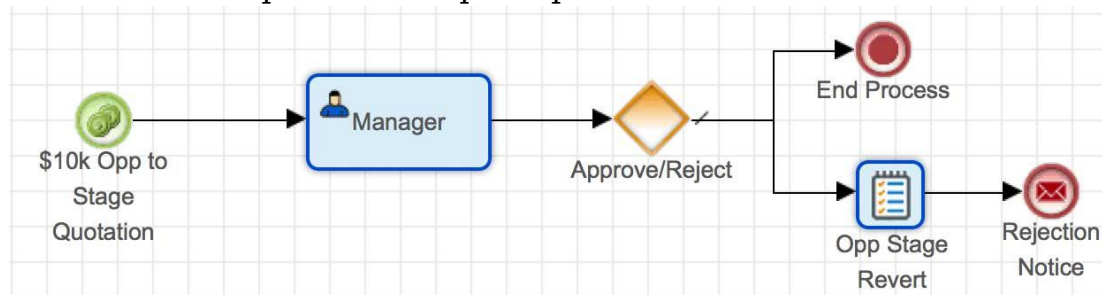 $10k Opp to
Stage
Quotation
Manager
Approve/Reject
End Process
Opp Stage
Revert
Rejection
Notice